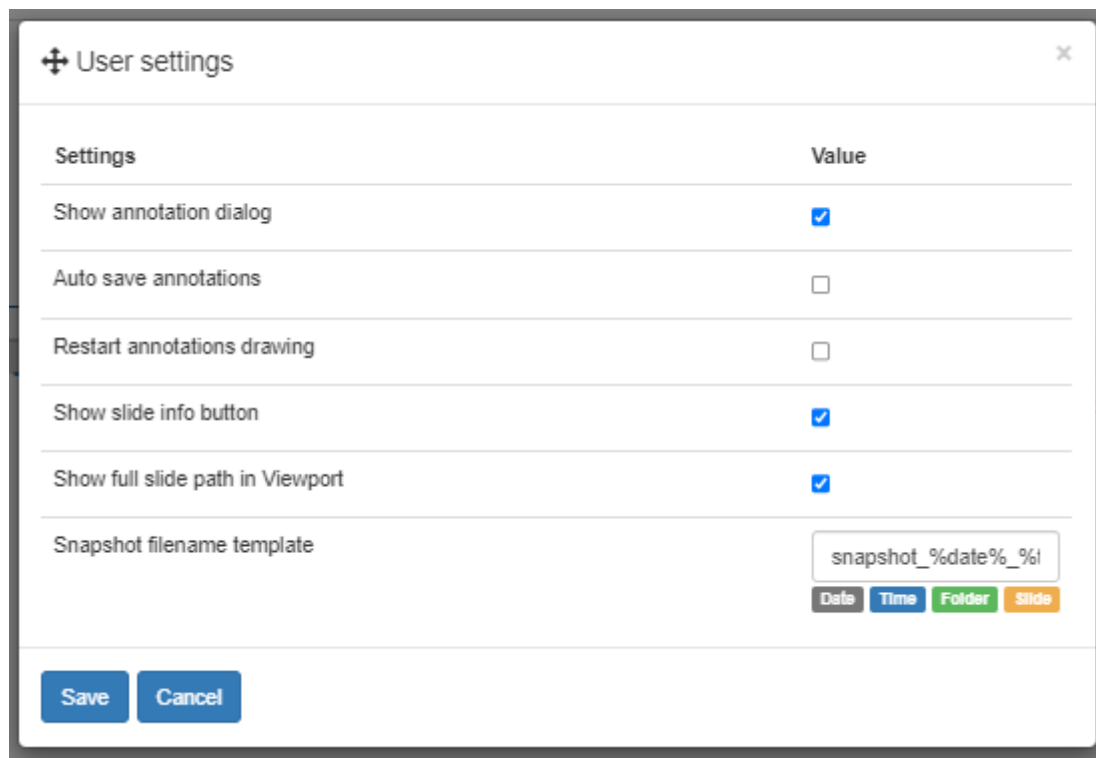 User settings
Settings Value
Show annotation dialog
Auto save annotations
Restart annotations drawing
Show slide info button
Show full slide path in Viewport
Snapshot filename template snapshot_%date%_%
Date Time Folder Slide
Save Cancel